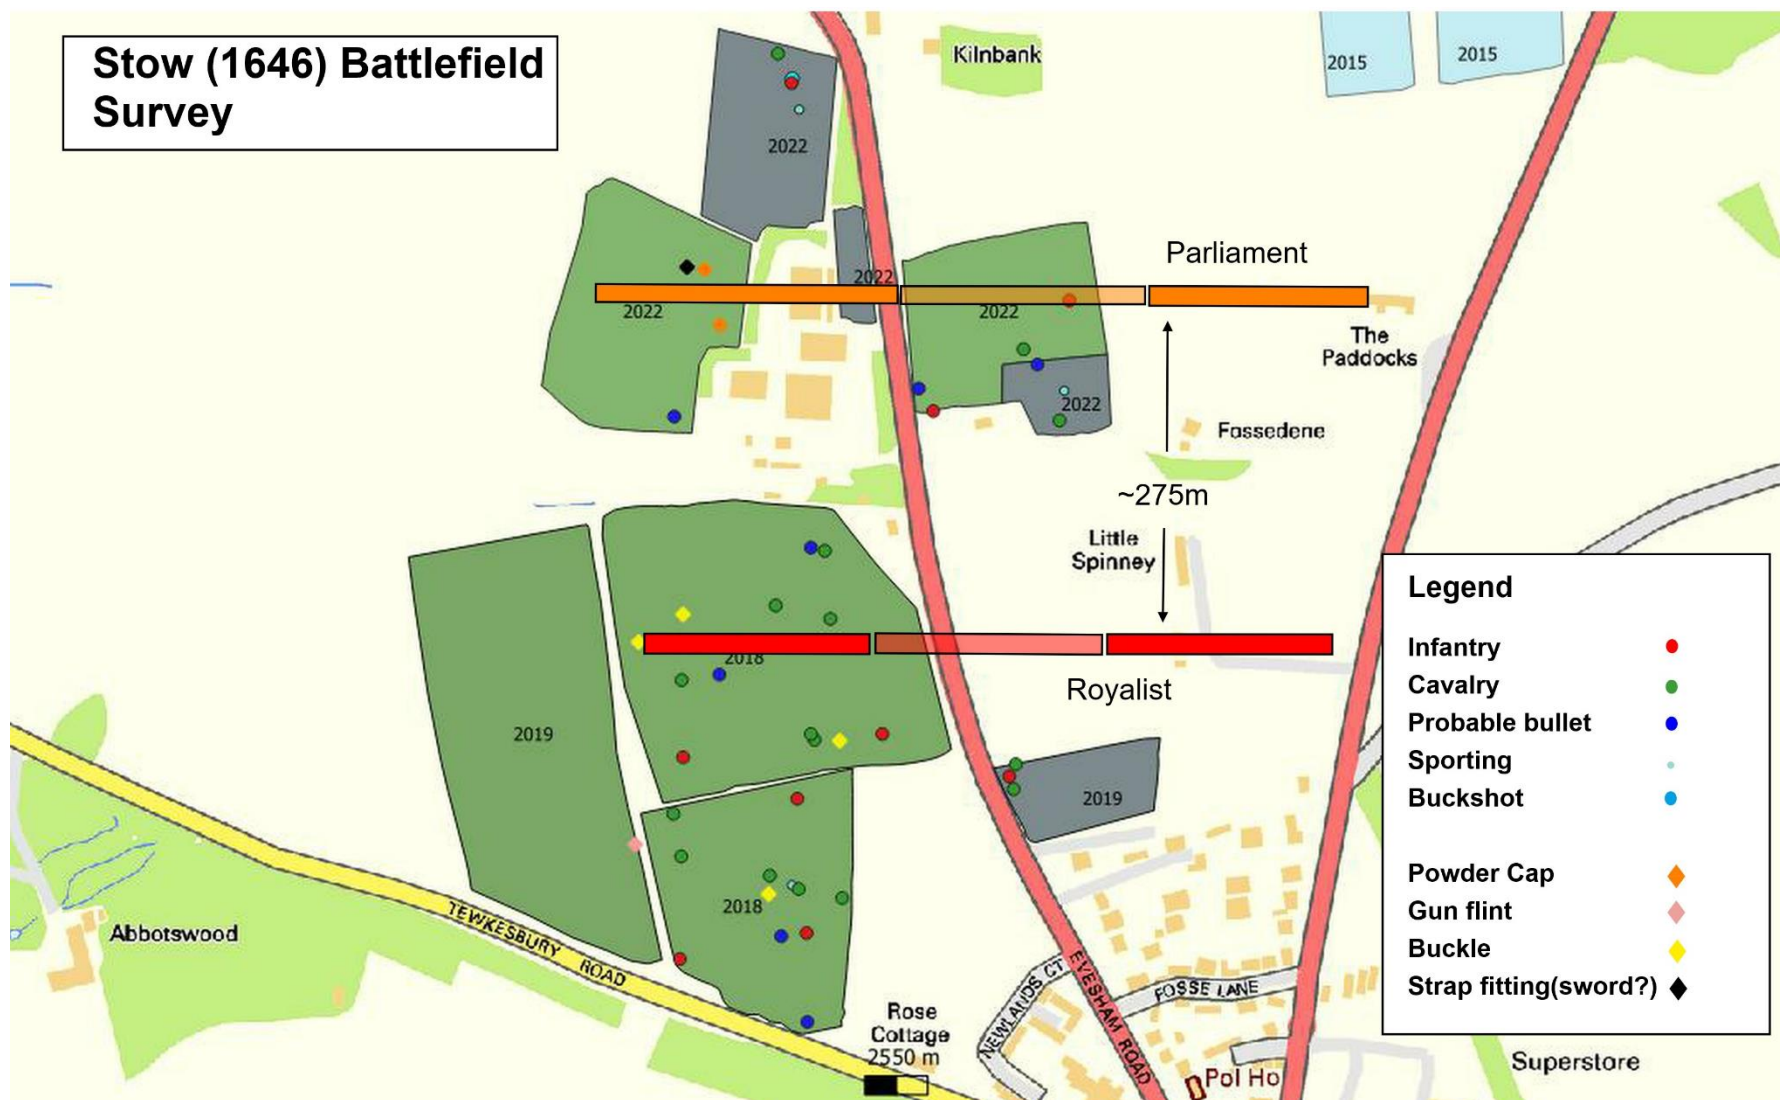 Stow (1646) Battlefield
Survey
Kilnbank
2015
2015
2022
2022
Parliament
2022
2022
The
Paddocks
2022
Fossedene
~275m
Little
Spinney
2018
Royalist
2019
2019
2018
Abbotswood
TEWKESBURY ROAD
EVESHAM ROAD
NEWLANDS CT
FOSSE LANE
Rose
Cottage
2550 m
Pol Ho
Superstore
Legend
Infantry
Cavalry
Probable bullet
Sporting
Buckshot
Powder Cap
Gun flint
Buckle
Strap fitting(sword?)